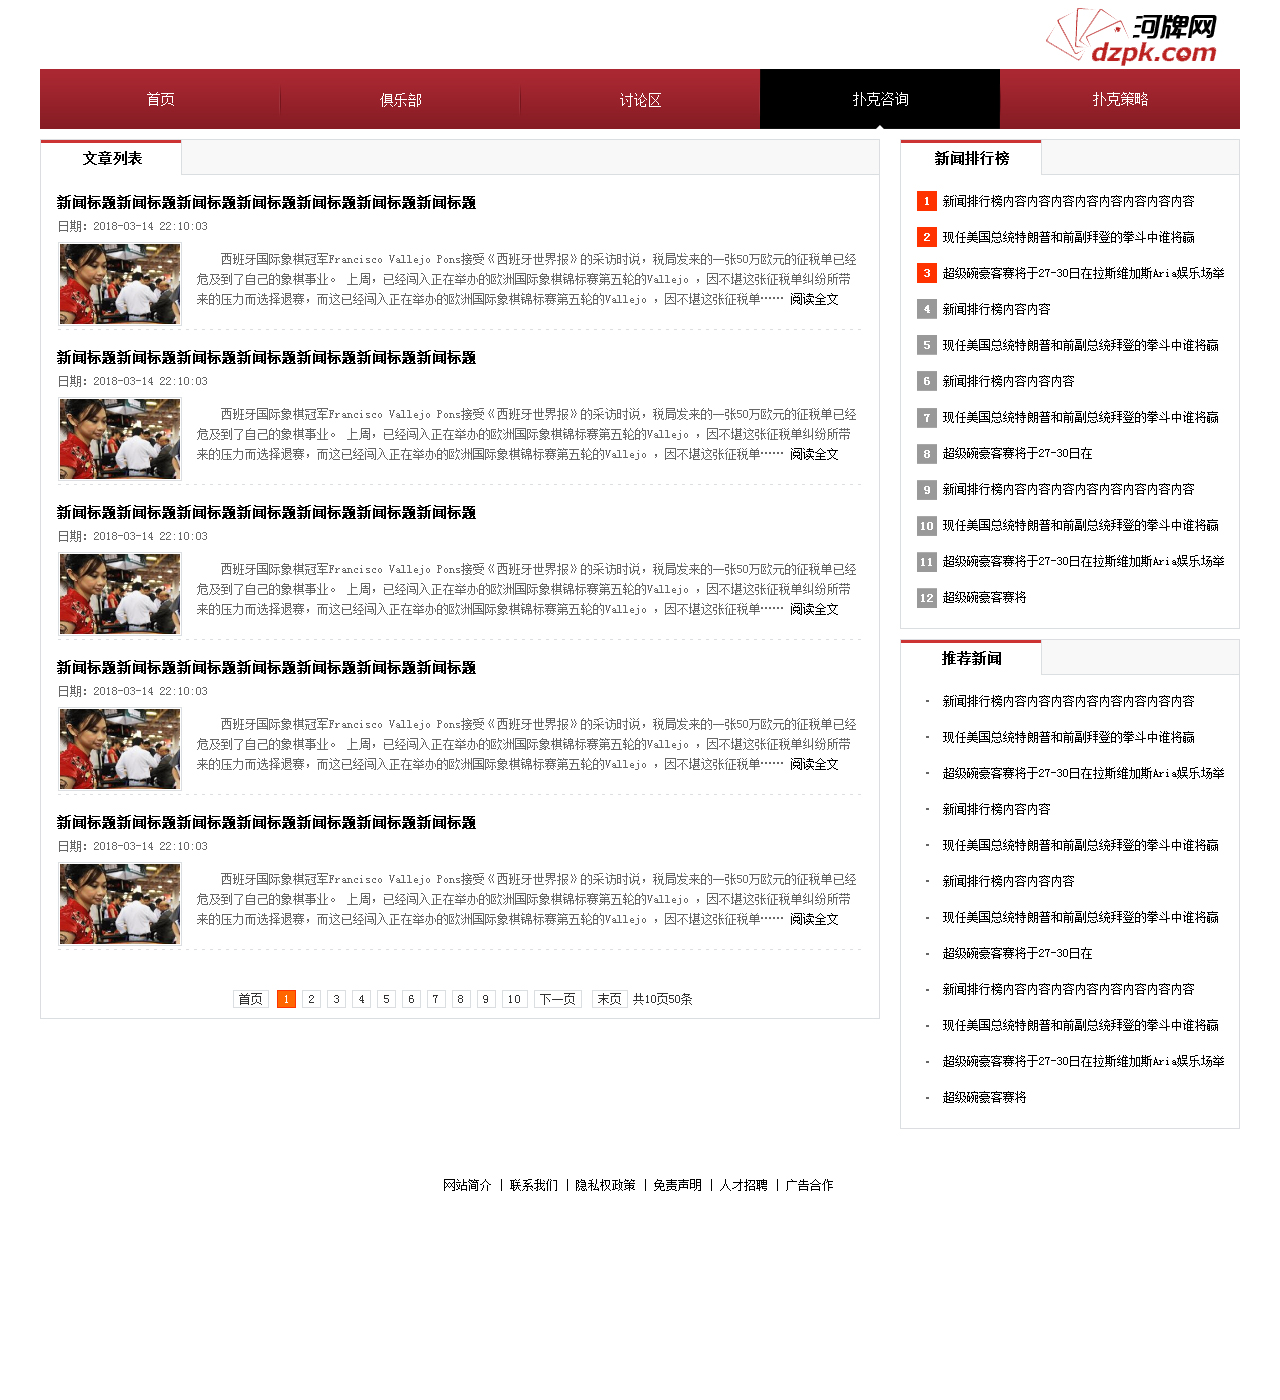 河牌网
dzpk.com
首页
俱乐部
讨论区
扑克咨询
扑克策略
文章列表
新闻标题新闻标题新闻标题新闻标题新闻标题新闻标题新闻标题
日期：2018-03-14 22:10:03
西班牙国际象棋冠军Francisco Vallejo Pons接受《西班牙世界报》的采访时说，税局发来的一张50万欧元的征税单已经
危及到了自己的象棋事业。 上周，已经闯入正在举办的欧洲国际象棋锦标赛第五轮的Vallejo ，因不堪这张征税单纠纷所带
来的压力而选择退赛，而这已经闯入正在举办的欧洲国际象棋锦标赛第五轮的Vallejo ，因不堪这张征税单…… 阅读全文
新闻标题新闻标题新闻标题新闻标题新闻标题新闻标题新闻标题
日期：2018-03-14 22:10:03
西班牙国际象棋冠军Francisco Vallejo Pons接受《西班牙世界报》的采访时说，税局发来的一张50万欧元的征税单已经
危及到了自己的象棋事业。 上周，已经闯入正在举办的欧洲国际象棋锦标赛第五轮的Vallejo ，因不堪这张征税单纠纷所带
来的压力而选择退赛，而这已经闯入正在举办的欧洲国际象棋锦标赛第五轮的Vallejo ，因不堪这张征税单…… 阅读全文
新闻标题新闻标题新闻标题新闻标题新闻标题新闻标题新闻标题
日期：2018-03-14 22:10:03
西班牙国际象棋冠军Francisco Vallejo Pons接受《西班牙世界报》的采访时说，税局发来的一张50万欧元的征税单已经
危及到了自己的象棋事业。 上周，已经闯入正在举办的欧洲国际象棋锦标赛第五轮的Vallejo ，因不堪这张征税单纠纷所带
来的压力而选择退赛，而这已经闯入正在举办的欧洲国际象棋锦标赛第五轮的Vallejo ，因不堪这张征税单…… 阅读全文
新闻标题新闻标题新闻标题新闻标题新闻标题新闻标题新闻标题
日期：2018-03-14 22:10:03
西班牙国际象棋冠军Francisco Vallejo Pons接受《西班牙世界报》的采访时说，税局发来的一张50万欧元的征税单已经
危及到了自己的象棋事业。 上周，已经闯入正在举办的欧洲国际象棋锦标赛第五轮的Vallejo ，因不堪这张征税单纠纷所带
来的压力而选择退赛，而这已经闯入正在举办的欧洲国际象棋锦标赛第五轮的Vallejo ，因不堪这张征税单…… 阅读全文
新闻标题新闻标题新闻标题新闻标题新闻标题新闻标题新闻标题
日期：2018-03-14 22:10:03
西班牙国际象棋冠军Francisco Vallejo Pons接受《西班牙世界报》的采访时说，税局发来的一张50万欧元的征税单已经
危及到了自己的象棋事业。 上周，已经闯入正在举办的欧洲国际象棋锦标赛第五轮的Vallejo ，因不堪这张征税单纠纷所带
来的压力而选择退赛，而这已经闯入正在举办的欧洲国际象棋锦标赛第五轮的Vallejo ，因不堪这张征税单…… 阅读全文
首页 1 2 3 4 5 6 7 8 9 10 下一页 末页 共10页50条
新闻排行榜
1 新闻排行榜内容内容内容内容内容内容内容内容
2 现任美国总统特朗普和前副拜登的拳斗中谁将赢
3 超级碗豪客赛将于27-30日在拉斯维加斯Aria娱乐场举
4 新闻排行榜内容内容
5 现任美国总统特朗普和前副总统拜登的拳斗中谁将赢
6 新闻排行榜内容内容内容
7 现任美国总统特朗普和前副总统拜登的拳斗中谁将赢
8 超级碗豪客赛将于27-30日在
9 新闻排行榜内容内容内容内容内容内容内容内容
10 现任美国总统特朗普和前副总统拜登的拳斗中谁将赢
11 超级碗豪客赛将于27-30日在拉斯维加斯Aria娱乐场举
12 超级碗豪客赛将
推荐新闻
- 新闻排行榜内容内容内容内容内容内容内容内容
- 现任美国总统特朗普和前副拜登的拳斗中谁将赢
- 超级碗豪客赛将于27-30日在拉斯维加斯Aria娱乐场举
- 新闻排行榜内容内容
- 现任美国总统特朗普和前副总统拜登的拳斗中谁将赢
- 新闻排行榜内容内容内容
- 现任美国总统特朗普和前副总统拜登的拳斗中谁将赢
- 超级碗豪客赛将于27-30日在
- 新闻排行榜内容内容内容内容内容内容内容内容
- 现任美国总统特朗普和前副总统拜登的拳斗中谁将赢
- 超级碗豪客赛将于27-30日在拉斯维加斯Aria娱乐场举
- 超级碗豪客赛将
网站简介 | 联系我们 | 隐私权政策 | 免责声明 | 人才招聘 | 广告合作